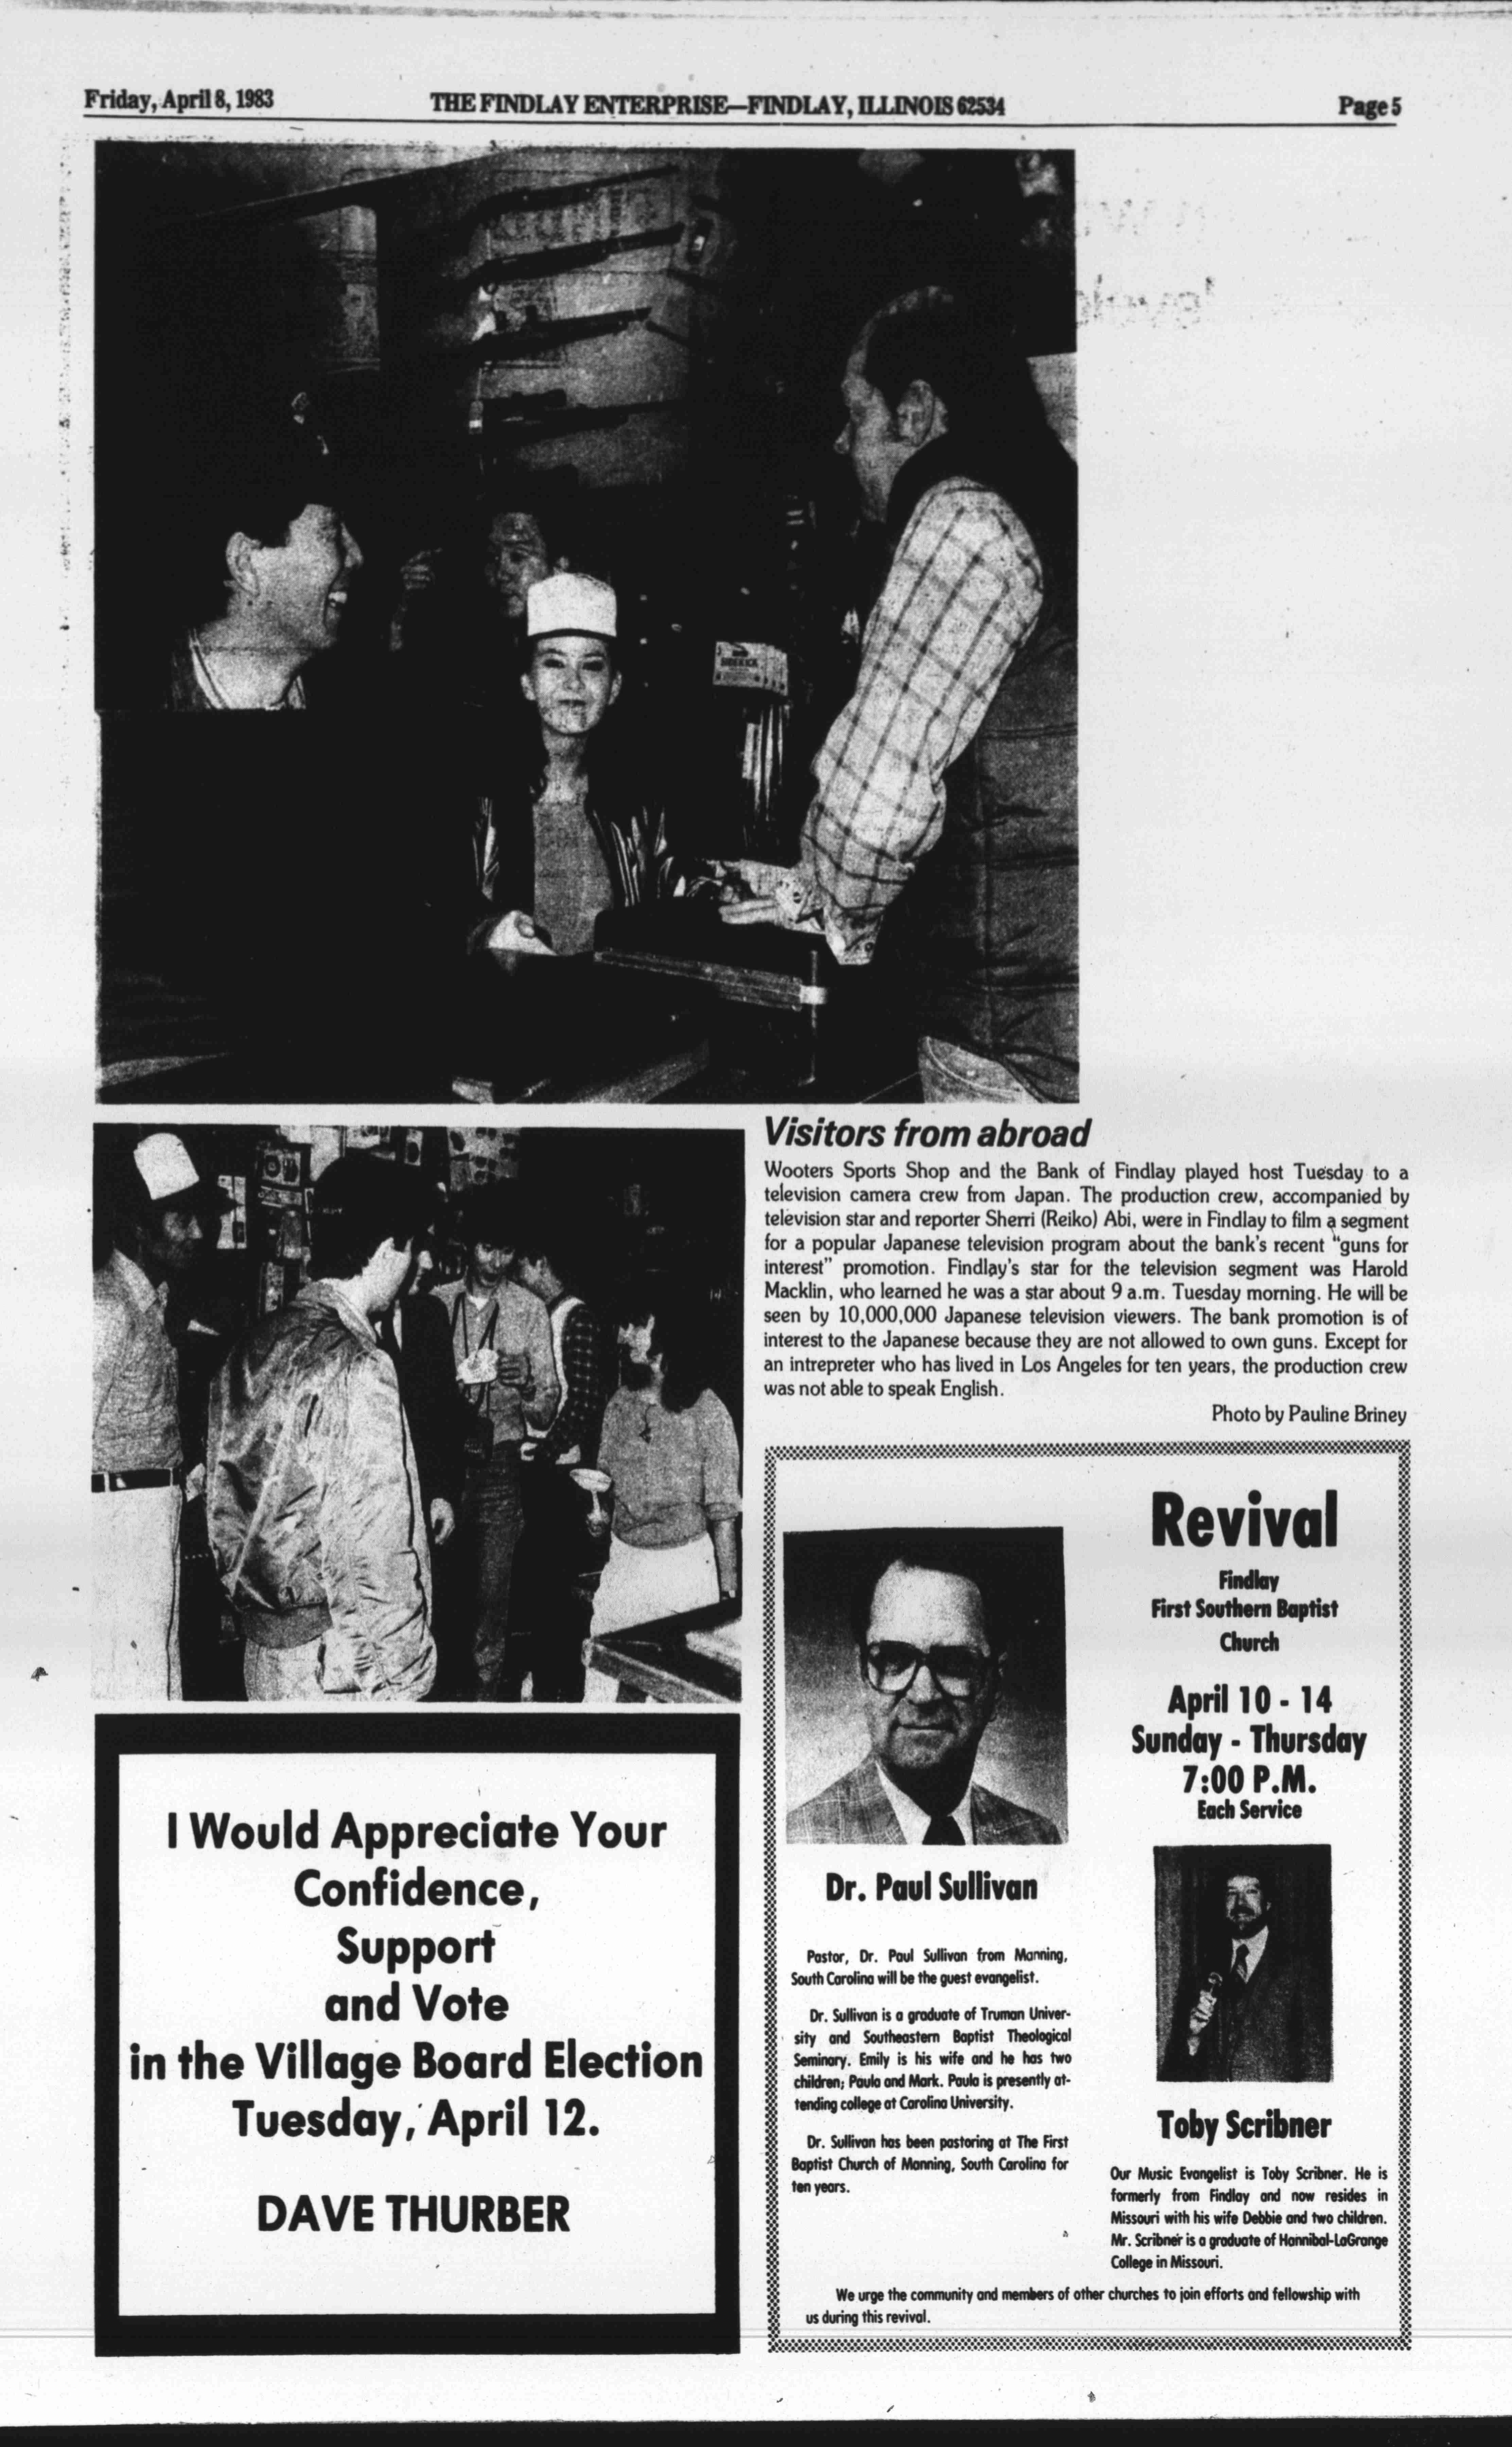 Friday, April 8, 1983
THE FINDLAY ENTERPRISE—FINDLAY, ILLINOIS 62534
Page 5
Visitors from abroad
Wooters Sports Shop and the Bank of Findlay played host Tuesday to a
television camera crew from Japan. The production crew, accompanied by
television star and reporter Sherri (Reiko) Abi, were in Findlay to film a segment
for a popular Japanese television program about the bank's recent "guns for
interest" promotion. Findlay's star for the television segment was Harold
Macklin, who learned he was a star about 9 a.m. Tuesday morning. He will be
seen by 10,000,000 Japanese television viewers. The bank promotion is of
interest to the Japanese because they are not allowed to own guns. Except for
an intrepreter who has lived in Los Angeles for ten years, the production crew
was not able to speak English.
Photo by Pauline Briney
I Would Appreciate Your
Confidence,
Support
and Vote
in the Village Board Election
Tuesday, April 12.
DAVE THURBER
Revival
Findlay
First Southern Baptist
Church
April 10 - 14
Sunday - Thursday
7:00 P.M.
Each Service
Dr. Paul Sullivan
Pastor, Dr. Paul Sullivan from Manning,
South Carolina will be the guest evangelist.
Dr. Sullivan is a graduate of Truman Univer-
sity and Southeastern Baptist Theological
Seminary. Emily is his wife and he has two
children; Paula and Mark. Paula is presently at-
tending college at Carolina University.
Dr. Sullivan has been pastoring at The First
Baptist Church of Manning, South Carolina for
ten years.
Toby Scribner
Our Music Evangelist is Toby Scribner. He is
formerly from Findlay and now resides in
Missouri with his wife Debbie and two children.
Mr. Scribner is a graduate of Hannibal-LaGrange
College in Missouri.
We urge the community and members of other churches to join efforts and fellowship with
us during this revival.